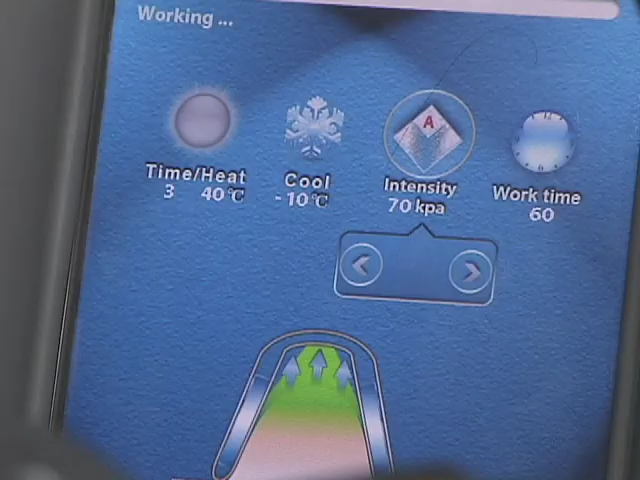 Working ...
A
Time/Heat
3 40°C
Cool
-10°C
Intensity
70 kpa
Work time
60